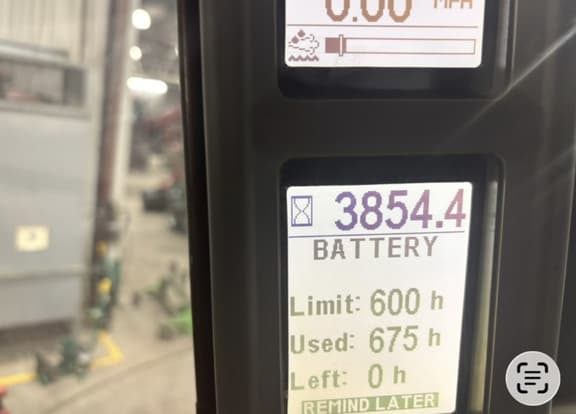 0.00 MPH
3854.4
BATTERY
Limit: 600 h
Used: 675 h
Left: 0 h
REMIND LATER